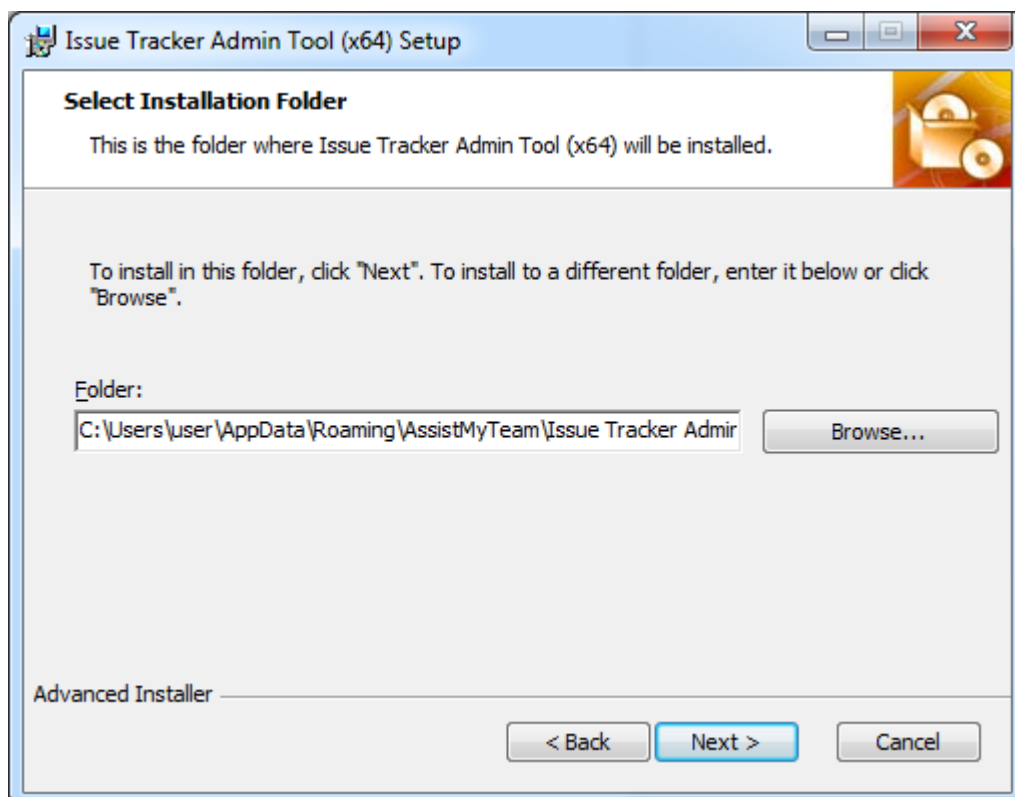 Issue Tracker Admin Tool (x64) Setup
Select Installation Folder
This is the folder where Issue Tracker Admin Tool (x64) will be installed.
To install in this folder, click "Next". To install to a different folder, enter it below or click
"Browse".
Folder:
C:\Users\user\AppData\Roaming\AssistMyTeam\Issue Tracker Admir
Browse...
Advanced Installer
< Back
Next >
Cancel